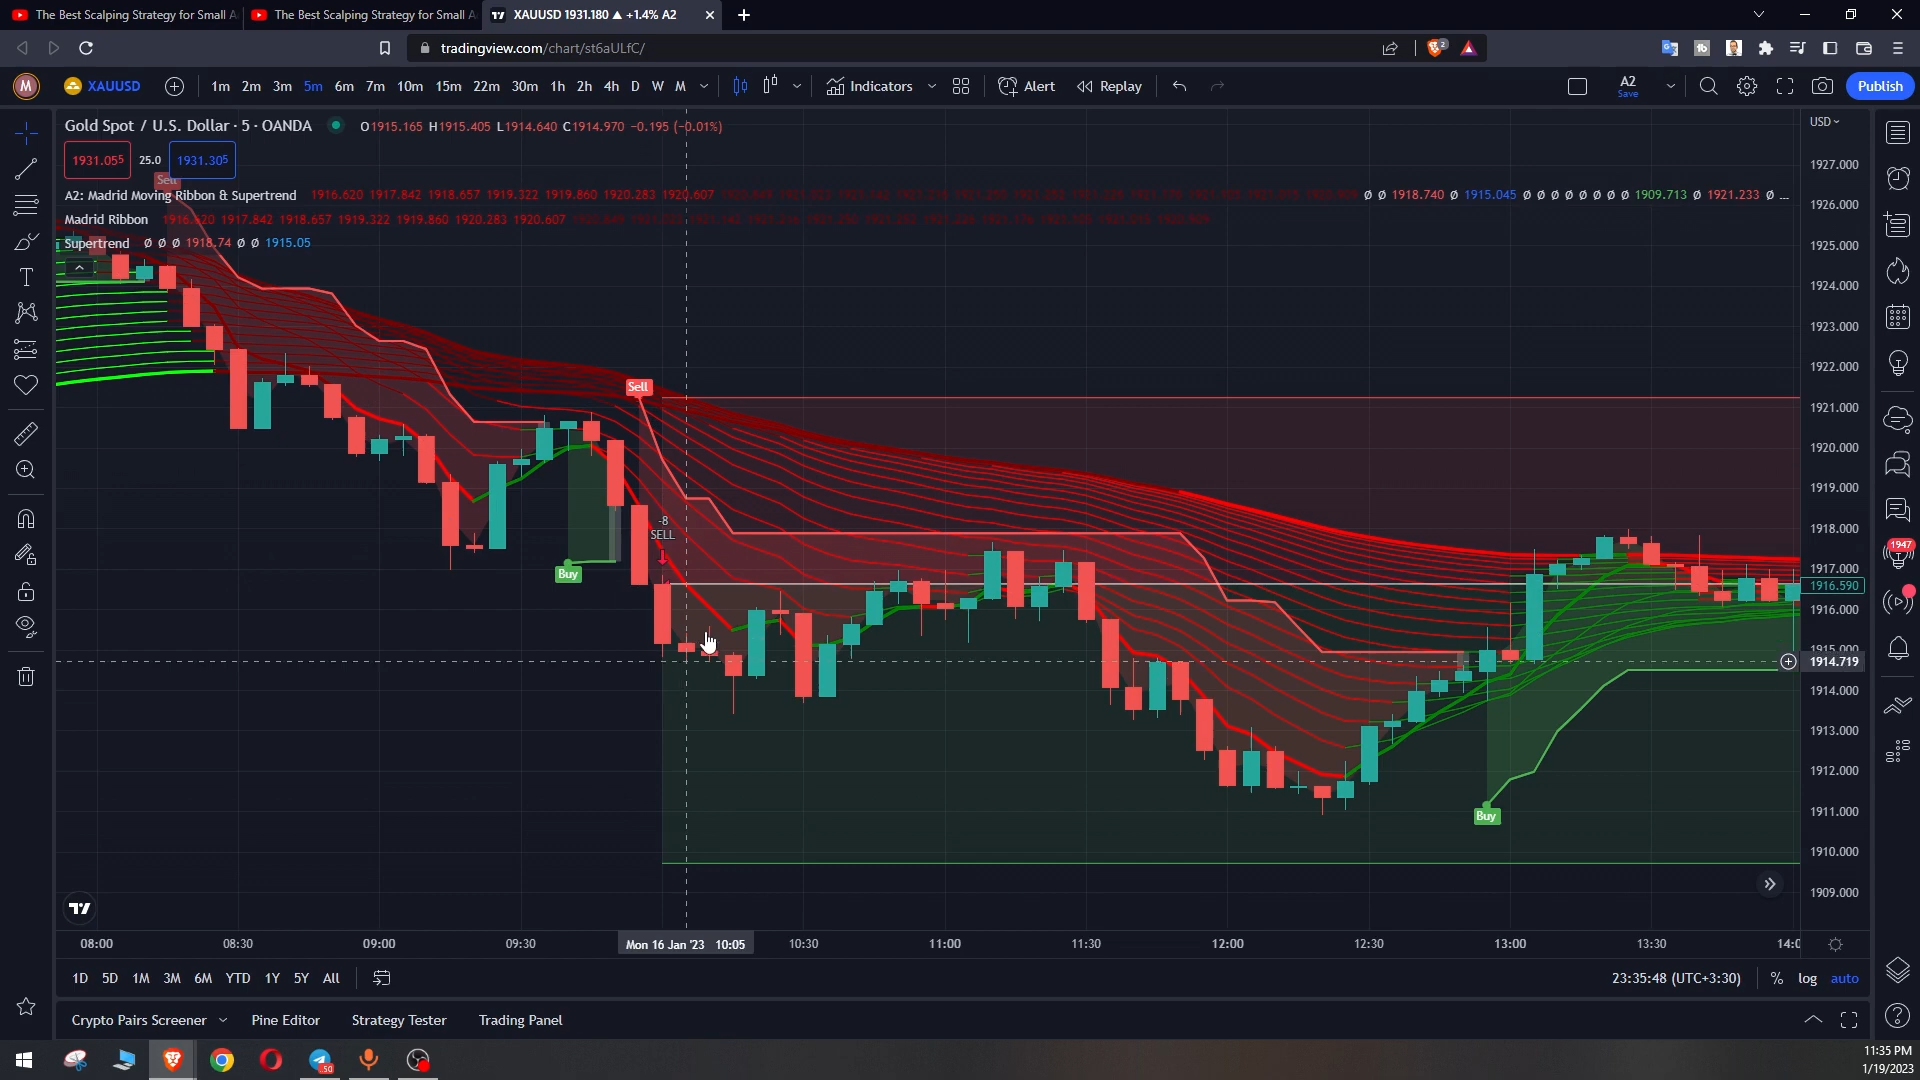 The Best Scalping Strategy for Small A
The Best Scalping Strategy for Small A
XAUUSD 1931.180 ▲ +1.4% A2
tradingview.com/chart/st6aULfC/
2
M
XAUUSD
1m 2m 3m 5m 6m 7m 10m 15m 22m 30m 1h 2h 4h D W M
Indicators
Alert
Replay
A2
Save
Publish
Gold Spot / U.S. Dollar · 5 · OANDA
O1915.165 H1915.405 L1914.640 C1914.970 -0.195 (-0.01%)
USD
1931.055
25.0
1931.305
Sell
A2: Madrid Moving Ribbon & Supertrend 1916.620 1917.842 1918.657 1919.322 1919.860 1920.283 1920.607
Ø Ø 1918.740 Ø 1915.045 Ø Ø Ø Ø Ø Ø Ø Ø 1909.713 Ø 1921.233 Ø ...
Madrid Ribbon 1916.620 1917.842 1918.657 1919.322 1919.860 1920.283 1920.607
Supertrend Ø Ø Ø 1918.74 Ø Ø 1915.05
1927.000
1926.000
1925.000
1924.000
1923.000
1922.000
1921.000
1920.000
1919.000
1918.000
1917.000
1916.590
1916.000
1915.000
1914.719
1914.000
1913.000
1912.000
1911.000
1910.000
1909.000
Sell
-8
SELL
Buy
Buy
1947
08:00 08:30 09:00 09:30 Mon 16 Jan '23 10:05 10:30 11:00 11:30 12:00 12:30 13:00 13:30 14:0
1D 5D 1M 3M 6M YTD 1Y 5Y All
23:35:48 (UTC+3:30)
% log auto
Crypto Pairs Screener
Pine Editor
Strategy Tester
Trading Panel
50
11:35 PM
1/19/2023